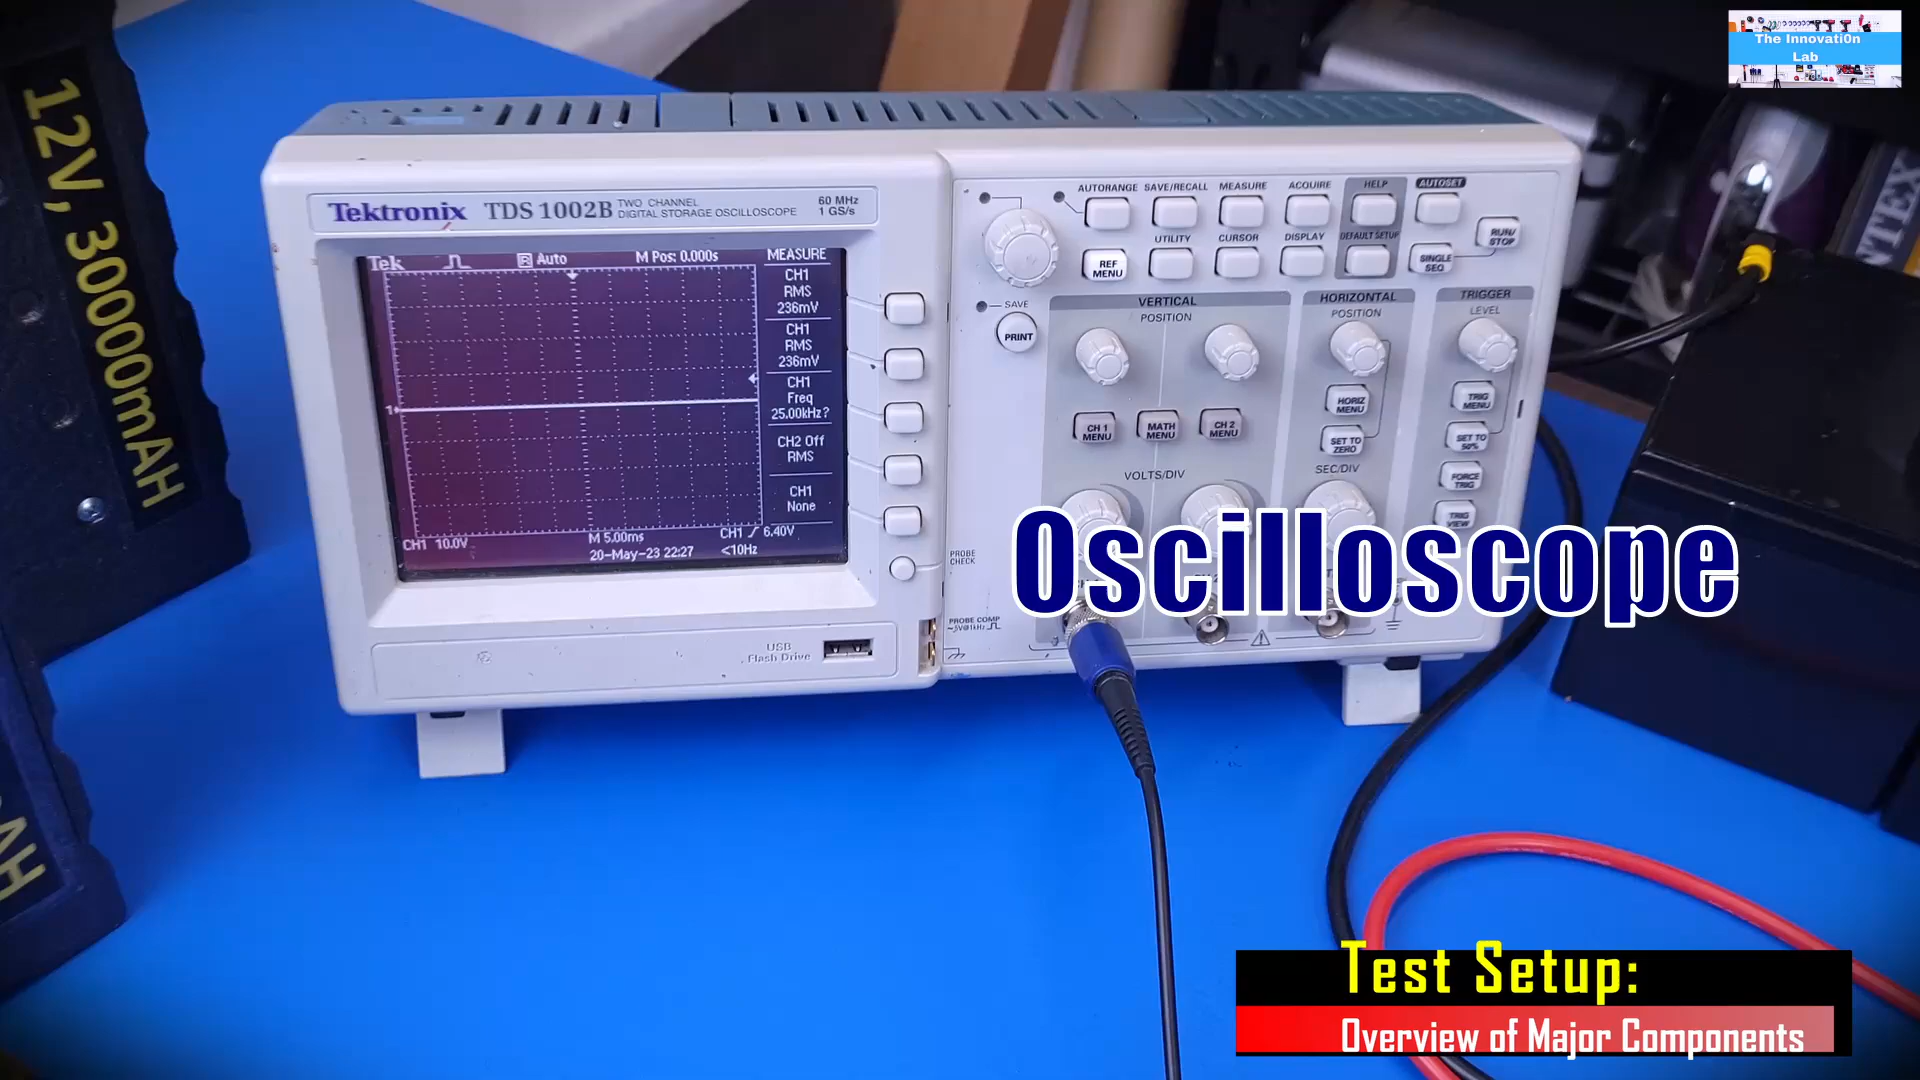 The Innovati0n
Lab
12V, 30000mAH
AH
NTEX
Tektronix TDS 1002B TWO CHANNEL
DIGITAL STORAGE OSCILLOSCOPE
60 MHz
1 GS/s
Tek
R Auto
M Pos: 0.000s
MEASURE
CH1
RMS
236mV
CH1
RMS
236mV
CH1
Freq
25.00kHz?
CH2 Off
RMS
CH1
None
1
CH1 10.0V
M 5.00ms
CH1 / 6.40V
20-May-23 22:27
<10Hz
AUTORANGE SAVE/RECALL MEASURE ACQUIRE HELP AUTOSET
UTILITY CURSOR DISPLAY DEFAULT SETUP
REF
MENU
SINGLE
SEQ
RUN/
STOP
SAVE
PRINT
VERTICAL
POSITION
HORIZONTAL
POSITION
TRIGGER
LEVEL
CH 1
MENU
MATH
MENU
CH 2
MENU
HORIZ
MENU
SET TO
ZERO
TRIG
MENU
SET TO
50%
FORCE
TRIG
TRIG
VIEW
VOLTS/DIV
SEC/DIV
PROBE
CHECK
PROBE COMP
~5V@1kHz
USB
Flash Drive
Oscilloscope
Test Setup:
Overview of Major Components